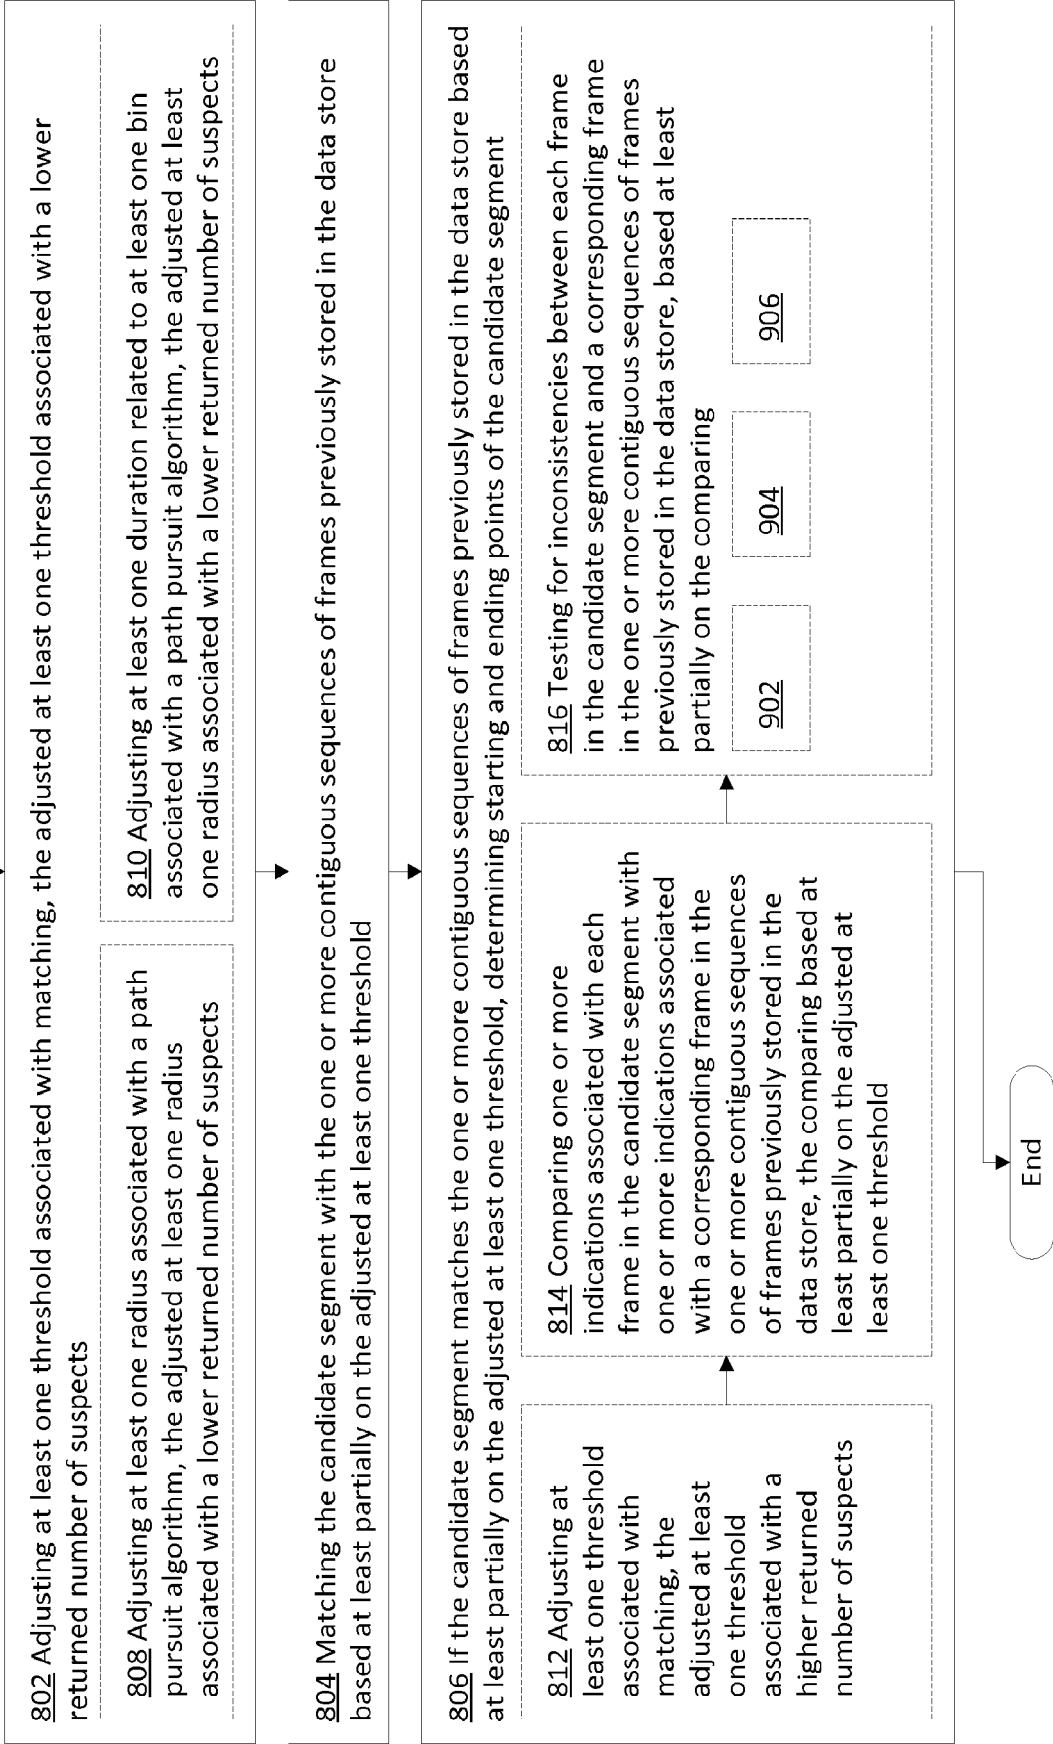 802 Adjusting at least one threshold associated with matching, the adjusted at least one threshold associated with a lower
returned number of suspects
808 Adjusting at least one radius associated with a path
pursuit algorithm, the adjusted at least one radius
associated with a lower returned number of suspects
810 Adjusting at least one duration related to at least one bin
associated with a path pursuit algorithm, the adjusted at least
one radius associated with a lower returned number of suspects
804 Matching the candidate segment with the one or more contiguous sequences of frames previously stored in the data store
based at least partially on the adjusted at least one threshold
806 If the candidate segment matches the one or more contiguous sequences of frames previously stored in the data store based
at least partially on the adjusted at least one threshold, determining starting and ending points of the candidate segment
812 Adjusting at
least one threshold
associated with
matching, the
adjusted at least
one threshold
associated with a
higher returned
number of suspects
814 Comparing one or more
indications associated with each
frame in the candidate segment with
one or more indications associated
with a corresponding frame in the
one or more contiguous sequences
of frames previously stored in the
data store, the comparing based at
least partially on the adjusted at
least one threshold
816 Testing for inconsistencies between each frame
in the candidate segment and a corresponding frame
in the one or more contiguous sequences of frames
previously stored in the data store, based at least
partially on the comparing
902
904
906
End